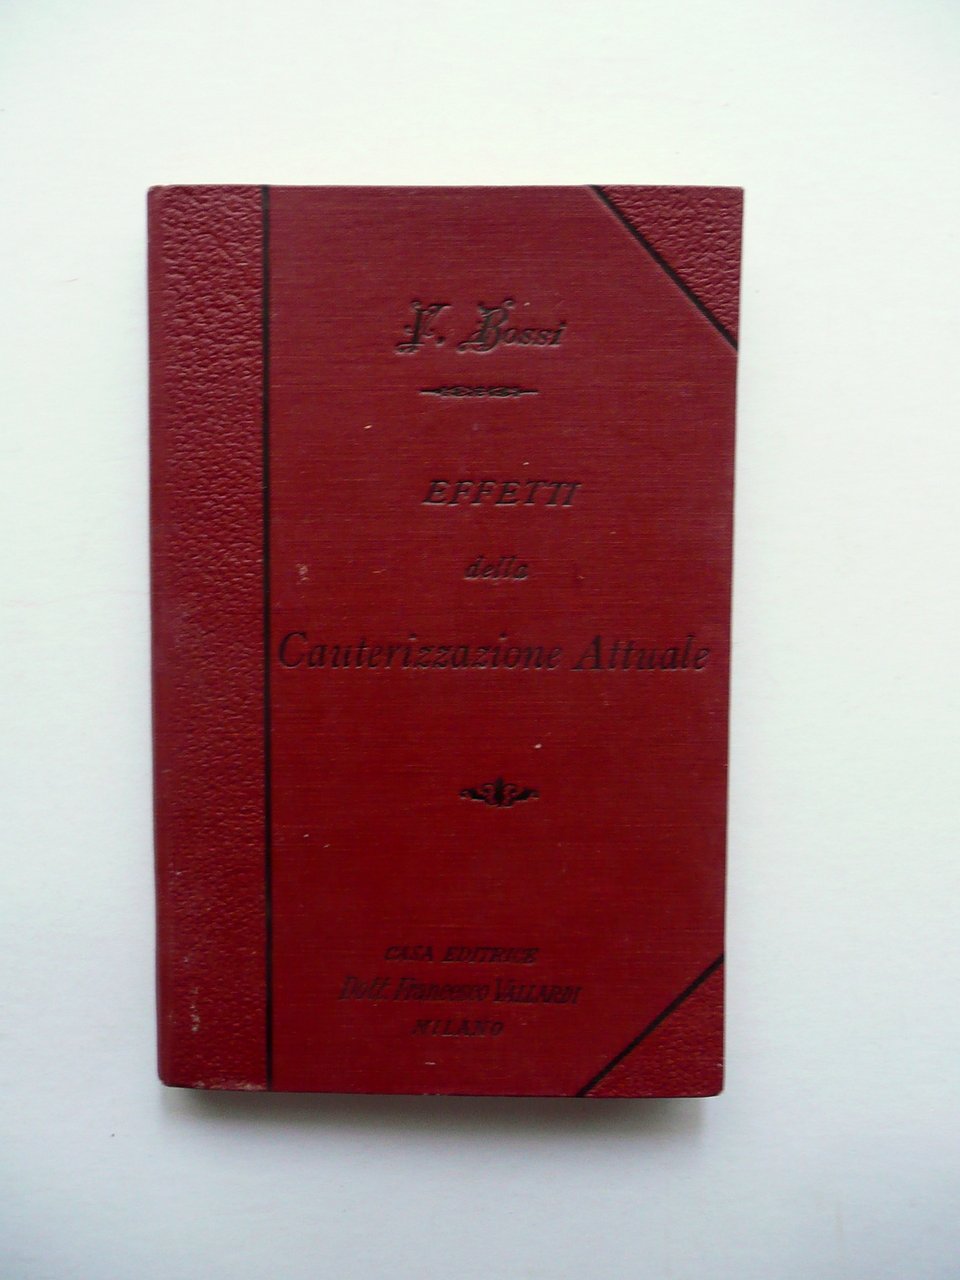 V. Bossi
EFFETTI
della
Cauterizzazione Attuale
CASA EDITRICE
Dott. Francesco VALLARDI
MILANO